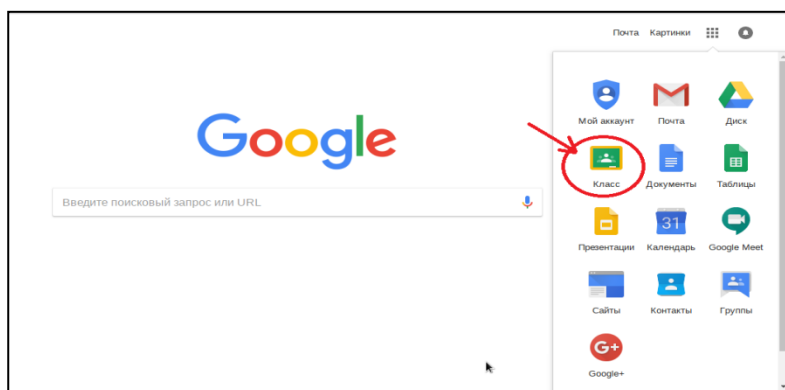 Почта Картинки
Google
Введите поисковый запрос или URL
Мой аккаунт Почта Диск
Класс Документы Таблицы
31
Презентации Календарь Google Meet
Сайты Контакты Группы
G+
Google+